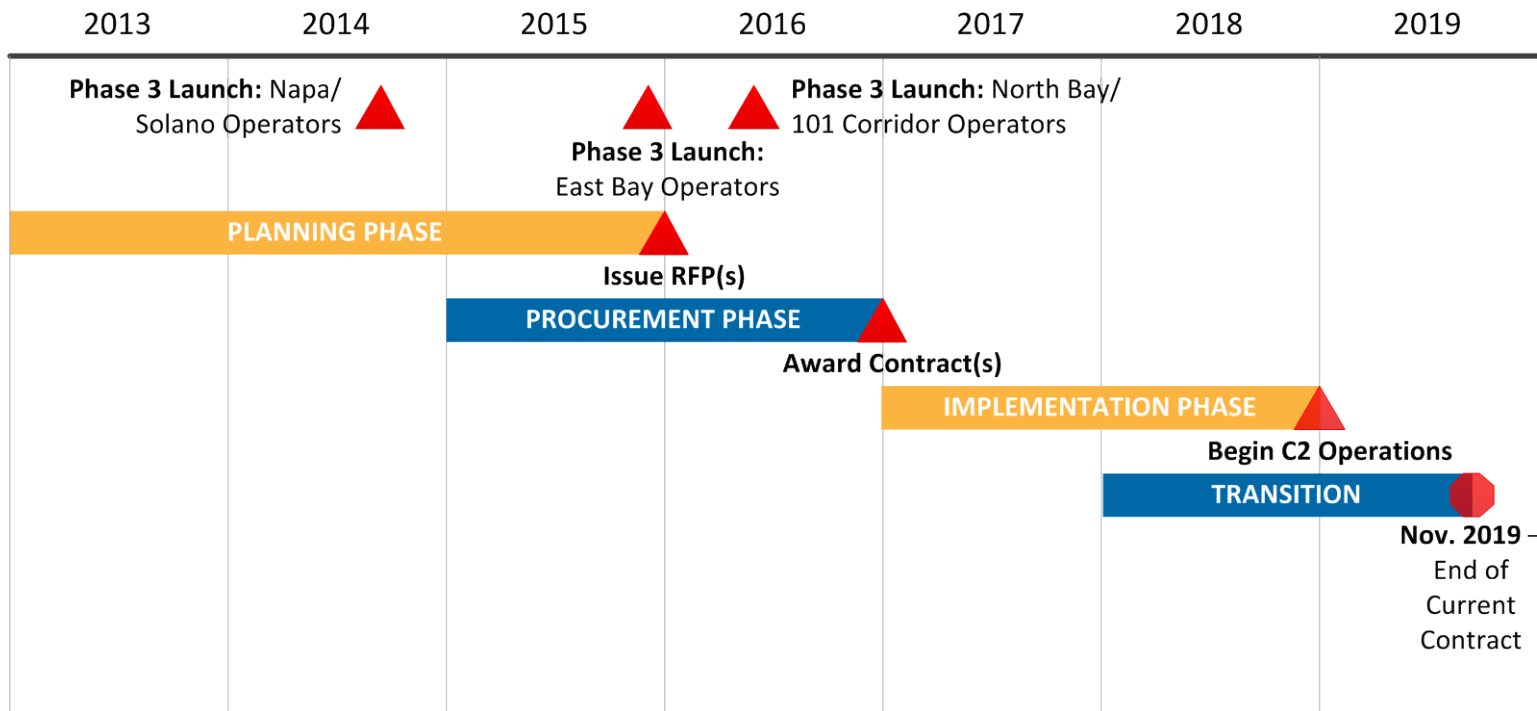 2013 2014 2015 2016 2017 2018 2019
Phase 3 Launch: Napa/
Solano Operators
Phase 3 Launch: North Bay/
101 Corridor Operators
Phase 3 Launch:
East Bay Operators
PLANNING PHASE
Issue RFP(s)
PROCUREMENT PHASE
Award Contract(s)
IMPLEMENTATION PHASE
Begin C2 Operations
TRANSITION
Nov. 2019 –
End of
Current
Contract